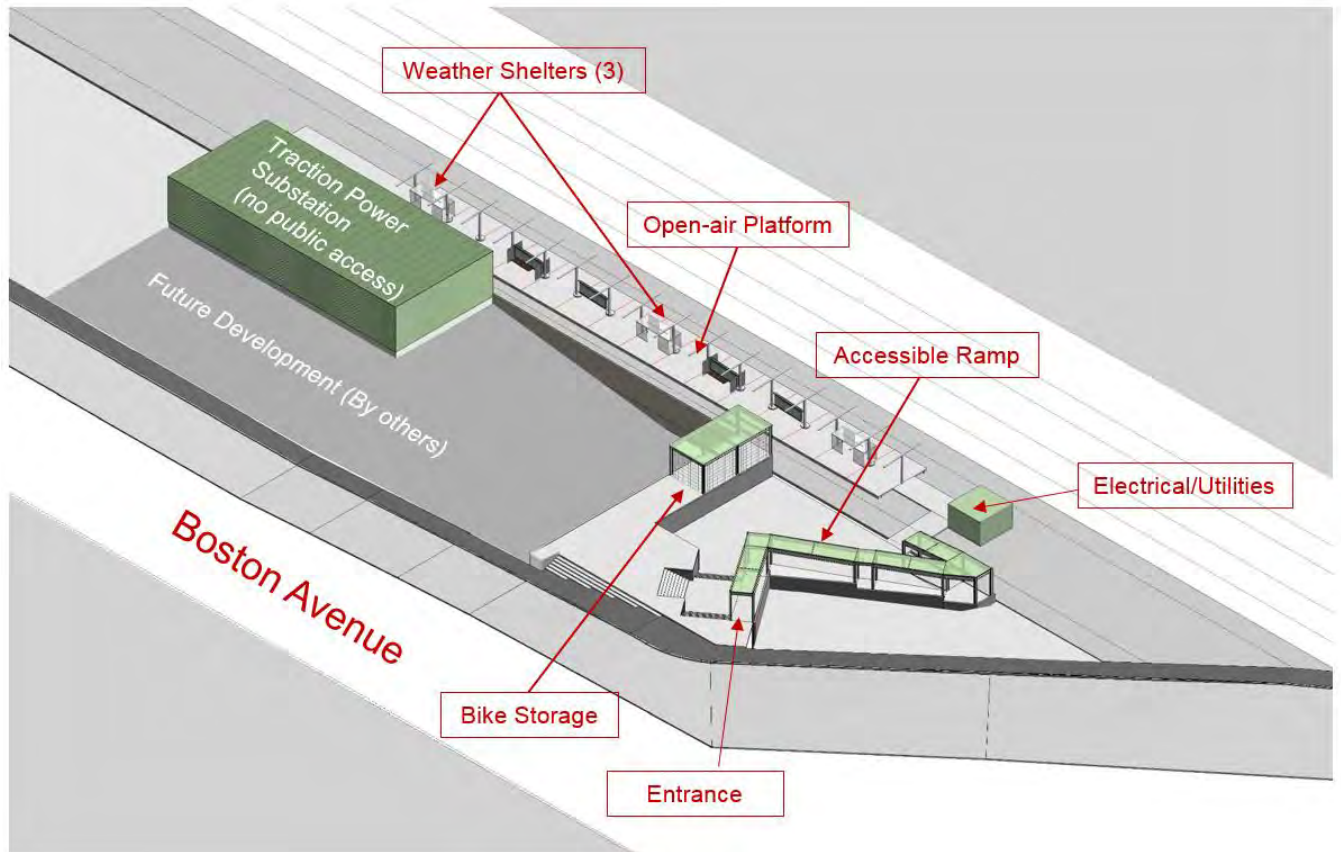 Weather Shelters (3)
Traction Power
Substation
(no public access)
Open-air Platform
Future Development (By others)
Accessible Ramp
Electrical/Utilities
Boston Avenue
Bike Storage
Entrance